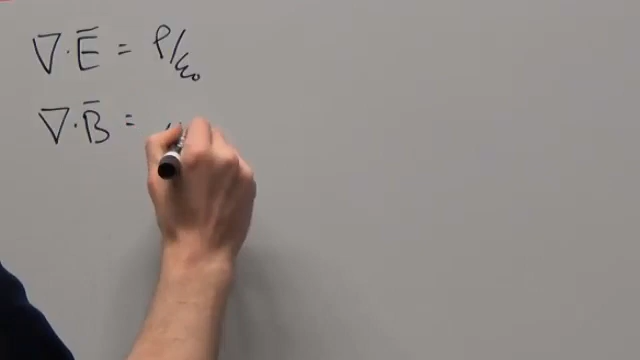 ∇·E̅ = ρ/ε₀
∇·B̅ =